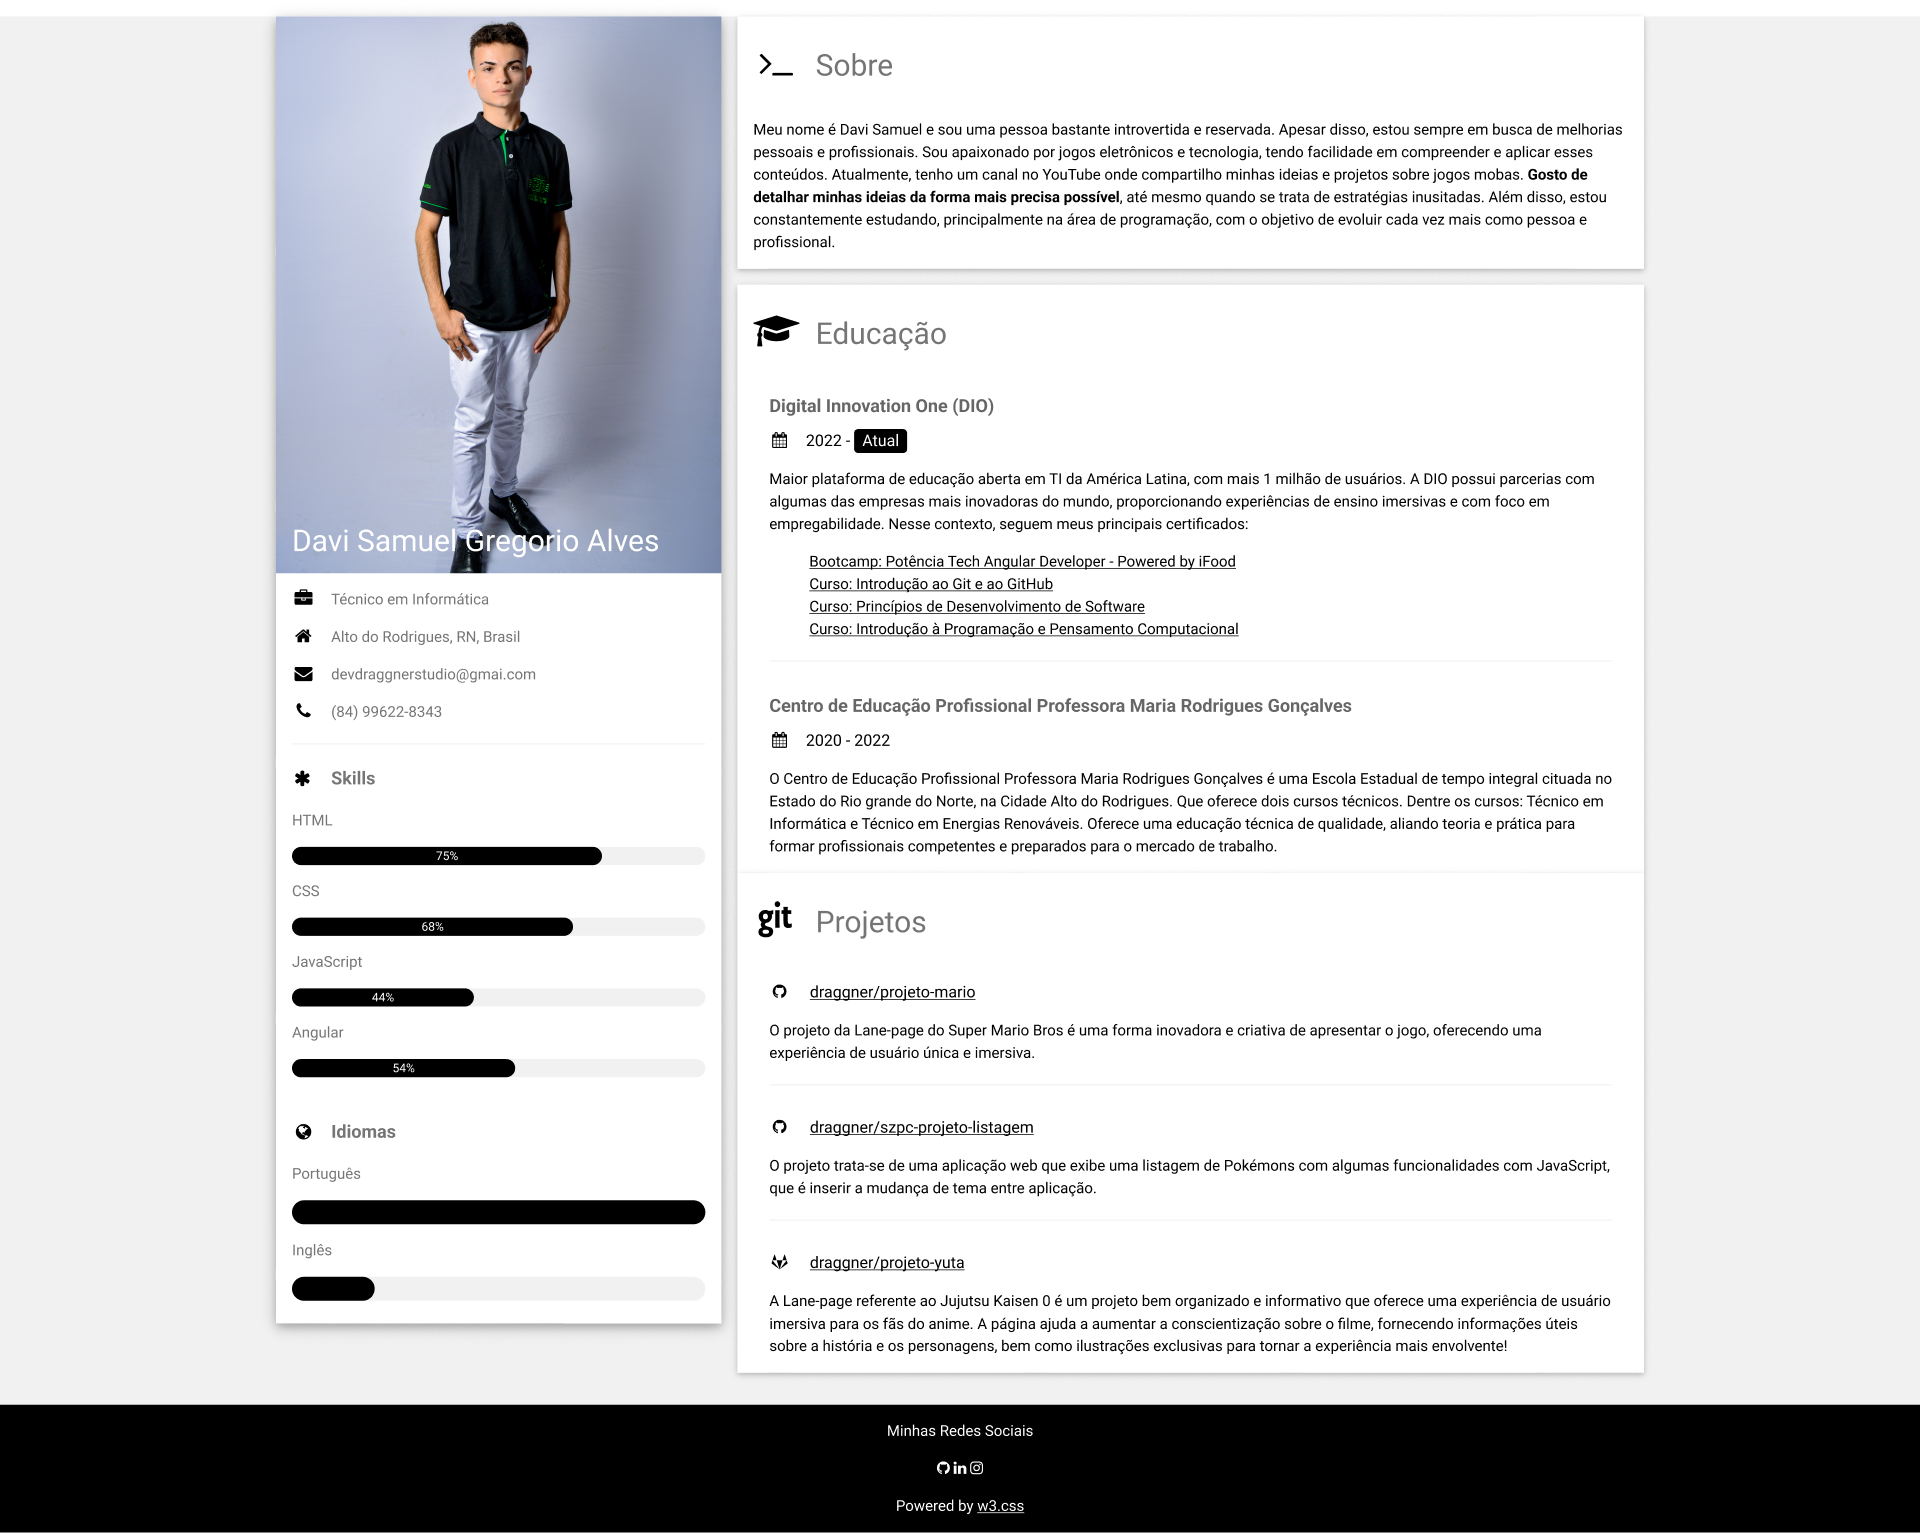 Davi Samuel Gregorio Alves
Técnico em Informática
Alto do Rodrigues, RN, Brasil
devdraggnerstudio@gmai.com
(84) 99622-8343
Skills
HTML
75%
CSS
68%
JavaScript
44%
Angular
54%
Idiomas
Português
Inglês
Sobre
Meu nome é Davi Samuel e sou uma pessoa bastante introvertida e reservada. Apesar disso, estou sempre em busca de melhorias
pessoais e profissionais. Sou apaixonado por jogos eletrônicos e tecnologia, tendo facilidade em compreender e aplicar esses
conteúdos. Atualmente, tenho um canal no YouTube onde compartilho minhas ideias e projetos sobre jogos mobas. Gosto de
detalhar minhas ideias da forma mais precisa possível, até mesmo quando se trata de estratégias inusitadas. Além disso, estou
constantemente estudando, principalmente na área de programação, com o objetivo de evoluir cada vez mais como pessoa e
profissional.
Educação
Digital Innovation One (DIO)
2022 - Atual
Maior plataforma de educação aberta em TI da América Latina, com mais 1 milhão de usuários. A DIO possui parcerias com
algumas das empresas mais inovadoras do mundo, proporcionando experiências de ensino imersivas e com foco em
empregabilidade. Nesse contexto, seguem meus principais certificados:
Bootcamp: Potência Tech Angular Developer - Powered by iFood
Curso: Introdução ao Git e ao GitHub
Curso: Princípios de Desenvolvimento de Software
Curso: Introdução à Programação e Pensamento Computacional
Centro de Educação Profissional Professora Maria Rodrigues Gonçalves
2020 - 2022
O Centro de Educação Profissional Professora Maria Rodrigues Gonçalves é uma Escola Estadual de tempo integral cituada no
Estado do Rio grande do Norte, na Cidade Alto do Rodrigues. Que oferece dois cursos técnicos. Dentre os cursos: Técnico em
Informática e Técnico em Energias Renováveis. Oferece uma educação técnica de qualidade, aliando teoria e prática para
formar profissionais competentes e preparados para o mercado de trabalho.
git Projetos
draggner/projeto-mario
O projeto da Lane-page do Super Mario Bros é uma forma inovadora e criativa de apresentar o jogo, oferecendo uma
experiência de usuário única e imersiva.
draggner/szpc-projeto-listagem
O projeto trata-se de uma aplicação web que exibe uma listagem de Pokémons com algumas funcionalidades com JavaScript,
que é inserir a mudança de tema entre aplicação.
draggner/projeto-yuta
A Lane-page referente ao Jujutsu Kaisen 0 é um projeto bem organizado e informativo que oferece uma experiência de usuário
imersiva para os fãs do anime. A página ajuda a aumentar a conscientização sobre o filme, fornecendo informações úteis
sobre a história e os personagens, bem como ilustrações exclusivas para tornar a experiência mais envolvente!
Minhas Redes Sociais
Powered by w3.css